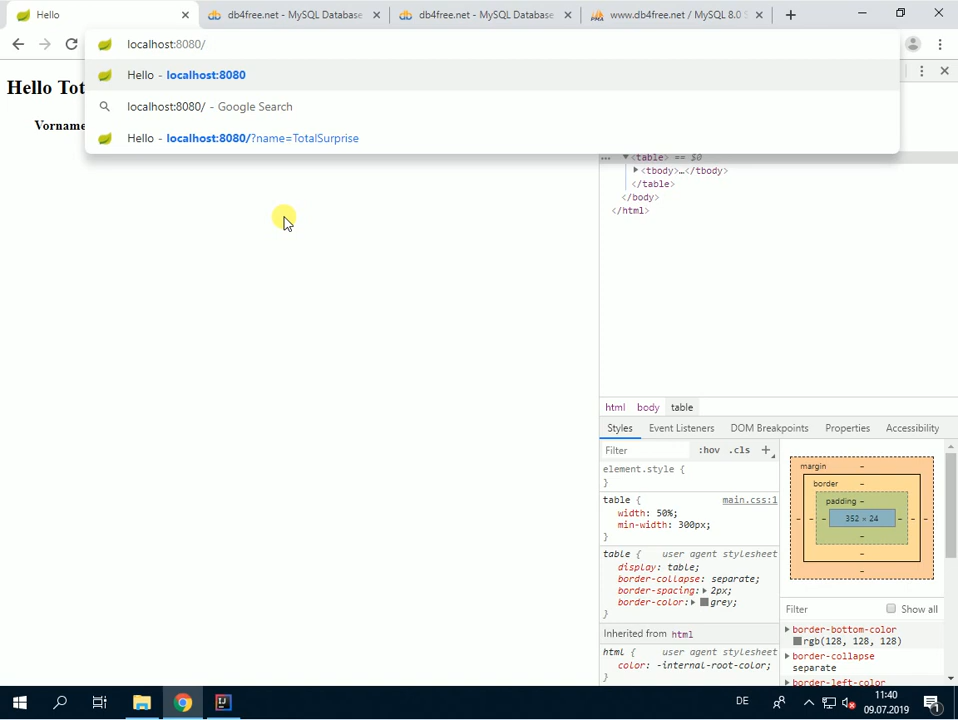 Hello
db4free.net - MySQL Database
db4free.net - MySQL Database
www.db4free.net / MySQL 8.0 S
localhost:8080/
Hello - localhost:8080
localhost:8080/ - Google Search
Hello - localhost:8080/?name=TotalSurprise
Hello Tot
Vorname
<table> == $0
<tbody>…</tbody>
</table>
</body>
</html>
html body table
Styles Event Listeners DOM Breakpoints Properties Accessibility
Filter :hov .cls +
element.style {
}
table { main.css:1
width: 50%;
min-width: 300px;
}
table { user agent stylesheet
display: table;
border-collapse: separate;
border-spacing: 2px;
border-color: grey;
}
Inherited from html
html { user agent stylesheet
color: -internal-root-color;
}
margin -
border -
padding -
- - - 352 × 24 - - -
-
-
-
Filter Show all
border-bottom-color
rgb(128, 128, 128)
border-collapse
separate
border-left-color
DE
11:40
09.07.2019
1